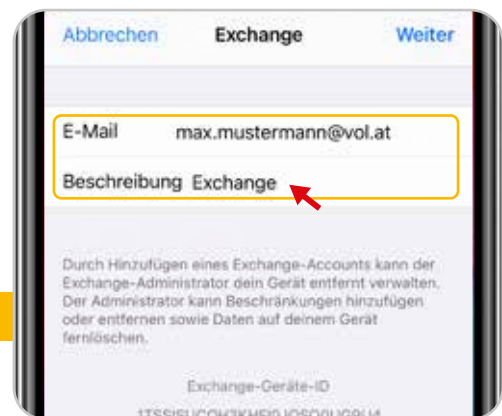 Abbrechen Exchange Weiter
E-Mail max.mustermann@vol.at
Beschreibung Exchange
Durch Hinzufügen eines Exchange-Accounts kann der
Exchange-Administrator dein Gerät entfernt verwalten.
Der Administrator kann Beschränkungen hinzufügen
oder entfernen sowie Daten auf deinem Gerät
fernlöschen.
Exchange-Geräte-ID